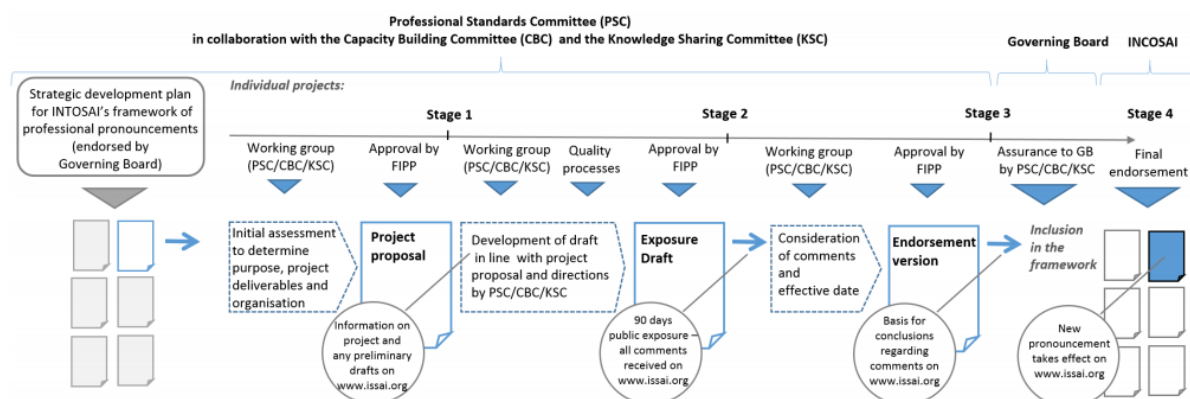 Professional Standards Committee (PSC)
in collaboration with the Capacity Building Committee (CBC) and the Knowledge Sharing Committee (KSC)
Governing Board
INCOSAI
Strategic development plan
for INTOSAI's framework of
professional pronouncements
(endorsed by
Governing Board)
Individual projects:
Stage 1
Stage 2
Stage 3
Stage 4
Working group
(PSC/CBC/KSC)
Approval by
FIPP
Working group
(PSC/CBC/KSC)
Quality
processes
Approval by
FIPP
Working group
(PSC/CBC/KSC)
Approval by
FIPP
Assurance to GB
by PSC/CBC/KSC
Final
endorsement
Initial assessment
to determine
purpose, project
deliverables and
organisation
Project
proposal
Information on
project and
any preliminary
drafts on
www.issai.org
Development of draft
in line with project
proposal and directions
by PSC/CBC/KSC
Exposure
Draft
90 days
public exposure –
all comments
received on
www.issai.org
Consideration
of comments
and
effective date
Endorsement
version
Basis for
conclusions
regarding
comments on
www.issai.org
Inclusion
in the
framework
New
pronouncement
takes effect on
www.issai.org